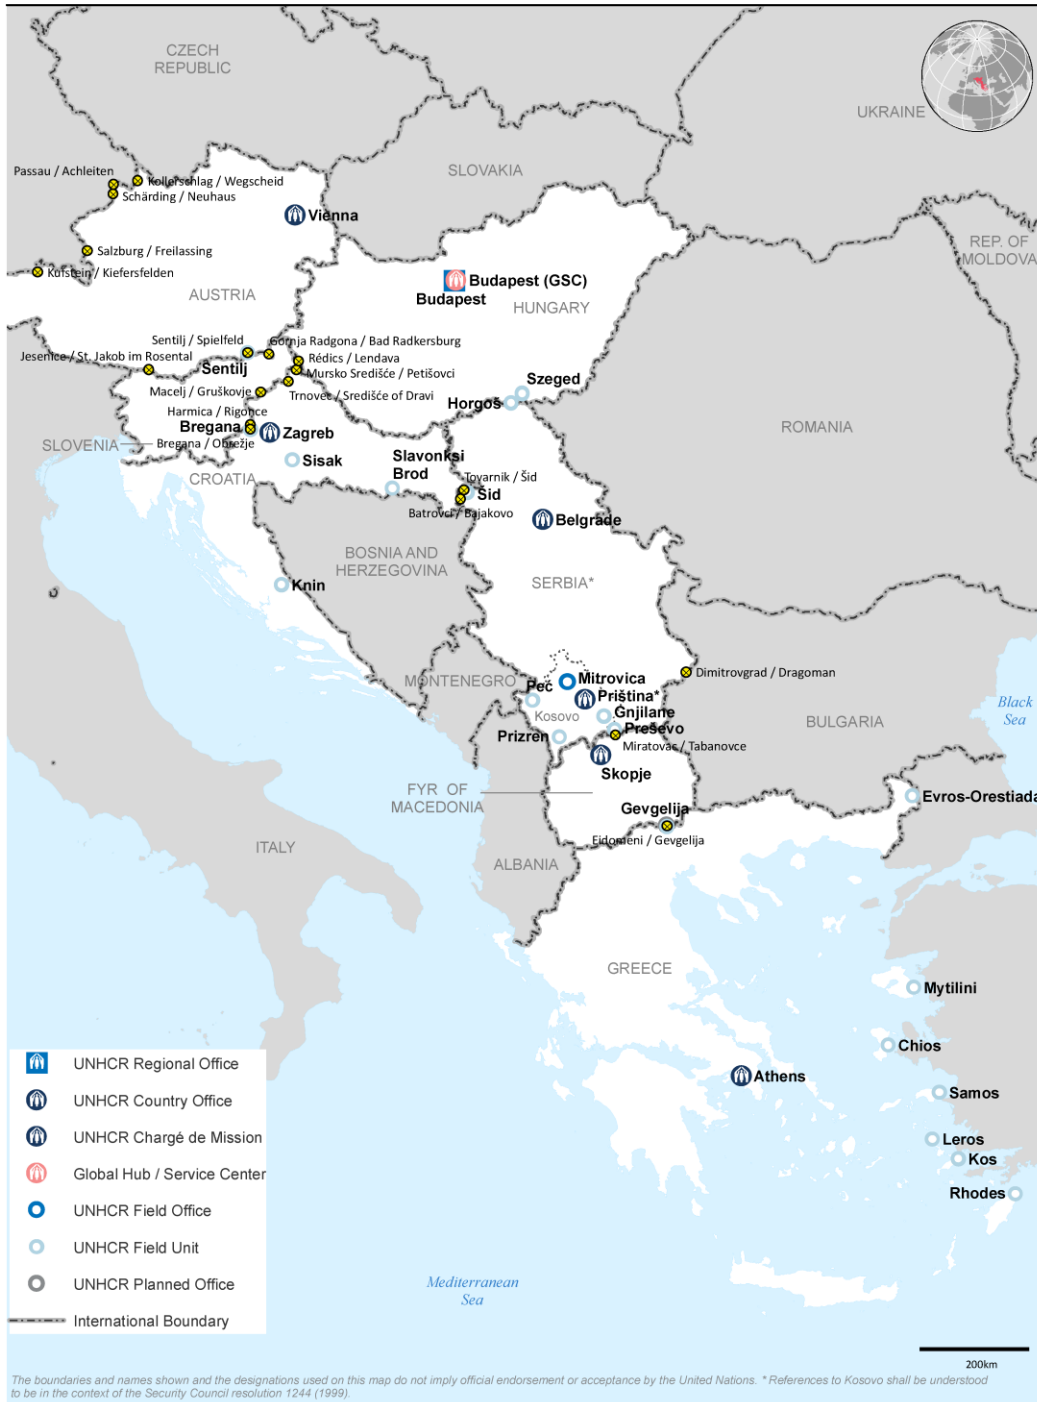 CZECH
REPUBLIC
UKRAINE
SLOVAKIA
Passau / Achleiten
Kollerschlag / Wegscheid
Schärding / Neuhaus
Vienna
REP. OF
MOLDOVA
Salzburg / Freilassing
Kufstein / Kiefersfelden
Budapest (GSC)
Budapest
AUSTRIA
HUNGARY
Sentilj / Spielfeld
Gornja Radgona / Bad Radkersburg
Jesenice / St. Jakob im Rosental
Rédics / Lendava
Šentilj
Mursko Središće / Petišovci
Szeged
Macelj / Gruškovje
Trnovec / Središće of Dravi
Horgoš
Harmica / Rigonce
Bregana
Zagreb
ROMANIA
SLOVENIA
Bregana / Obrežje
Slavonksi
Brod
Sisak
CROATIA
Tovarnik / Šid
Šid
Batrovci / Bajakovo
Belgrade
BOSNIA AND
HERZEGOVINA
SERBIA*
Knin
Dimitrovgrad / Dragoman
MONTENEGRO
Mitrovica
Peć
Priština*
Kosovo
Gnjilane
Black
Sea
BULGARIA
Preševo
Prizren
Miratovac / Tabanovce
Skopje
FYR OF
MACEDONIA
Evros-Orestiada
Gevgelija
Eidomeni / Gevgelija
ITALY
ALBANIA
GREECE
Mytilini
Chios
Athens
Samos
Leros
Kos
Rhodes
UNHCR Regional Office
UNHCR Country Office
UNHCR Chargé de Mission
Global Hub / Service Center
UNHCR Field Office
UNHCR Field Unit
UNHCR Planned Office
International Boundary
Mediterranean
Sea
200km
The boundaries and names shown and the designations used on this map do not imply official endorsement or acceptance by the United Nations. * References to Kosovo shall be understood
to be in the context of the Security Council resolution 1244 (1999).